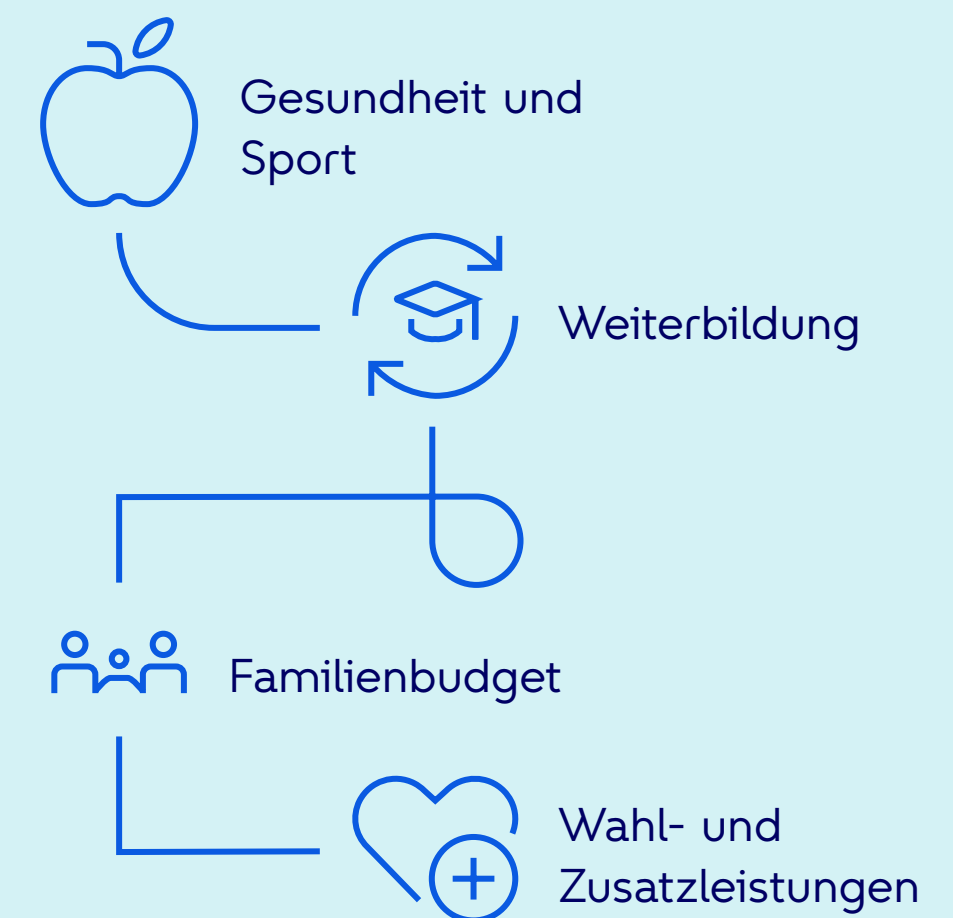 Gesundheit und
Sport
Weiterbildung
Familienbudget
Wahl- und
Zusatzleistungen